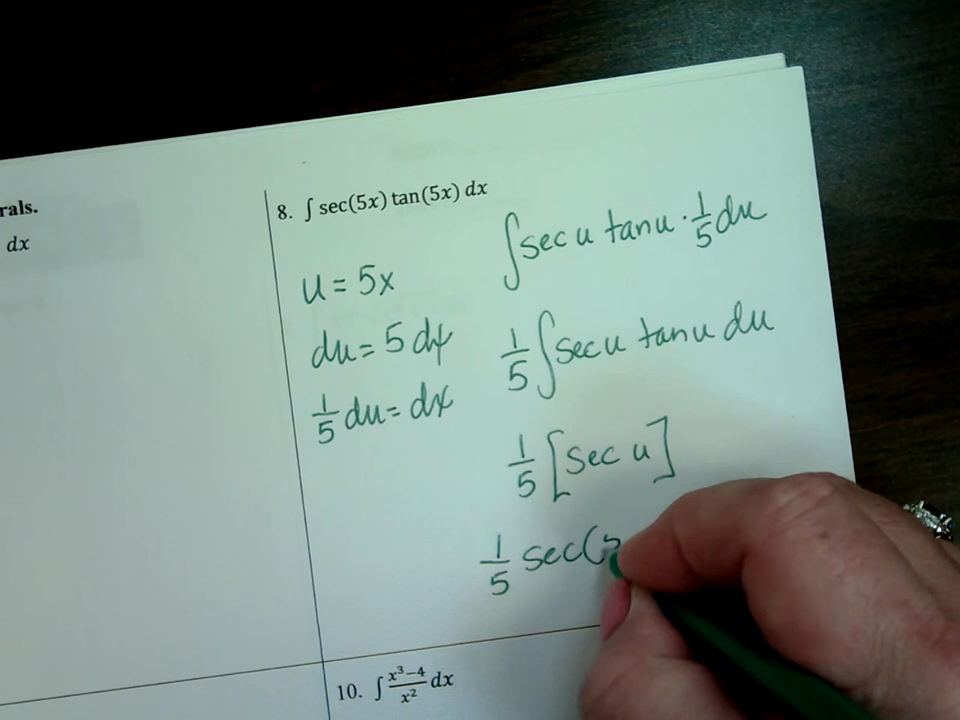 rals.
dx
8. ∫ sec(5x) tan(5x) dx
u = 5x
du = 5 dx
1/5 du = dx
∫ sec u tan u · 1/5 du
1/5 ∫ sec u tan u du
1/5 [sec u]
1/5 sec(
10. ∫ x³−4/x² dx